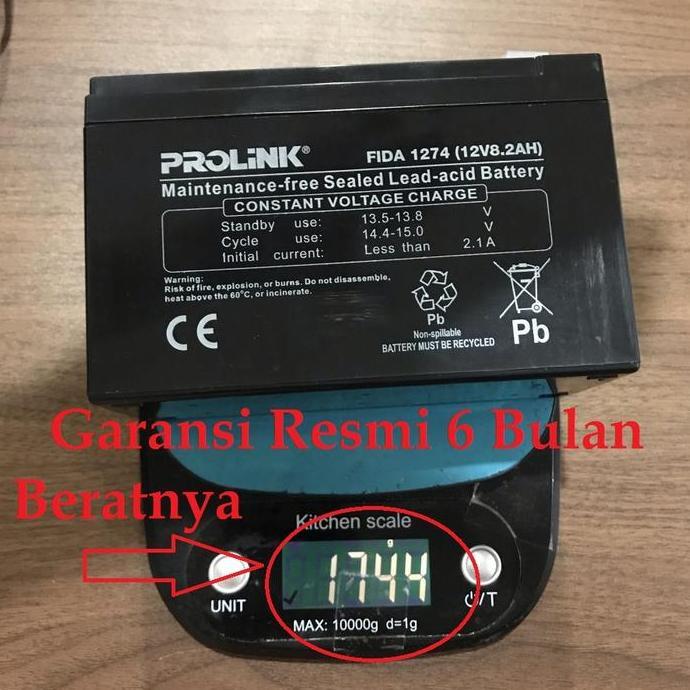 PROLiNK® FIDA 1274 (12V8.2AH)
Maintenance-free Sealed Lead-acid Battery
CONSTANT VOLTAGE CHARGE
Standby use: 13.5-13.8 V
Cycle use: 14.4-15.0 V
Initial current: Less than 2.1 A
Warning:
Risk of fire, explosion, or burns. Do not disassemble,
heat above the 60°C, or incinerate.
CE
Pb
Non-spillable
BATTERY MUST BE RECYCLED
Pb
Garansi Resmi 6 Bulan
Beratnya
Kitchen scale
g
1744
UNIT
/T
MAX: 10000g d=1g